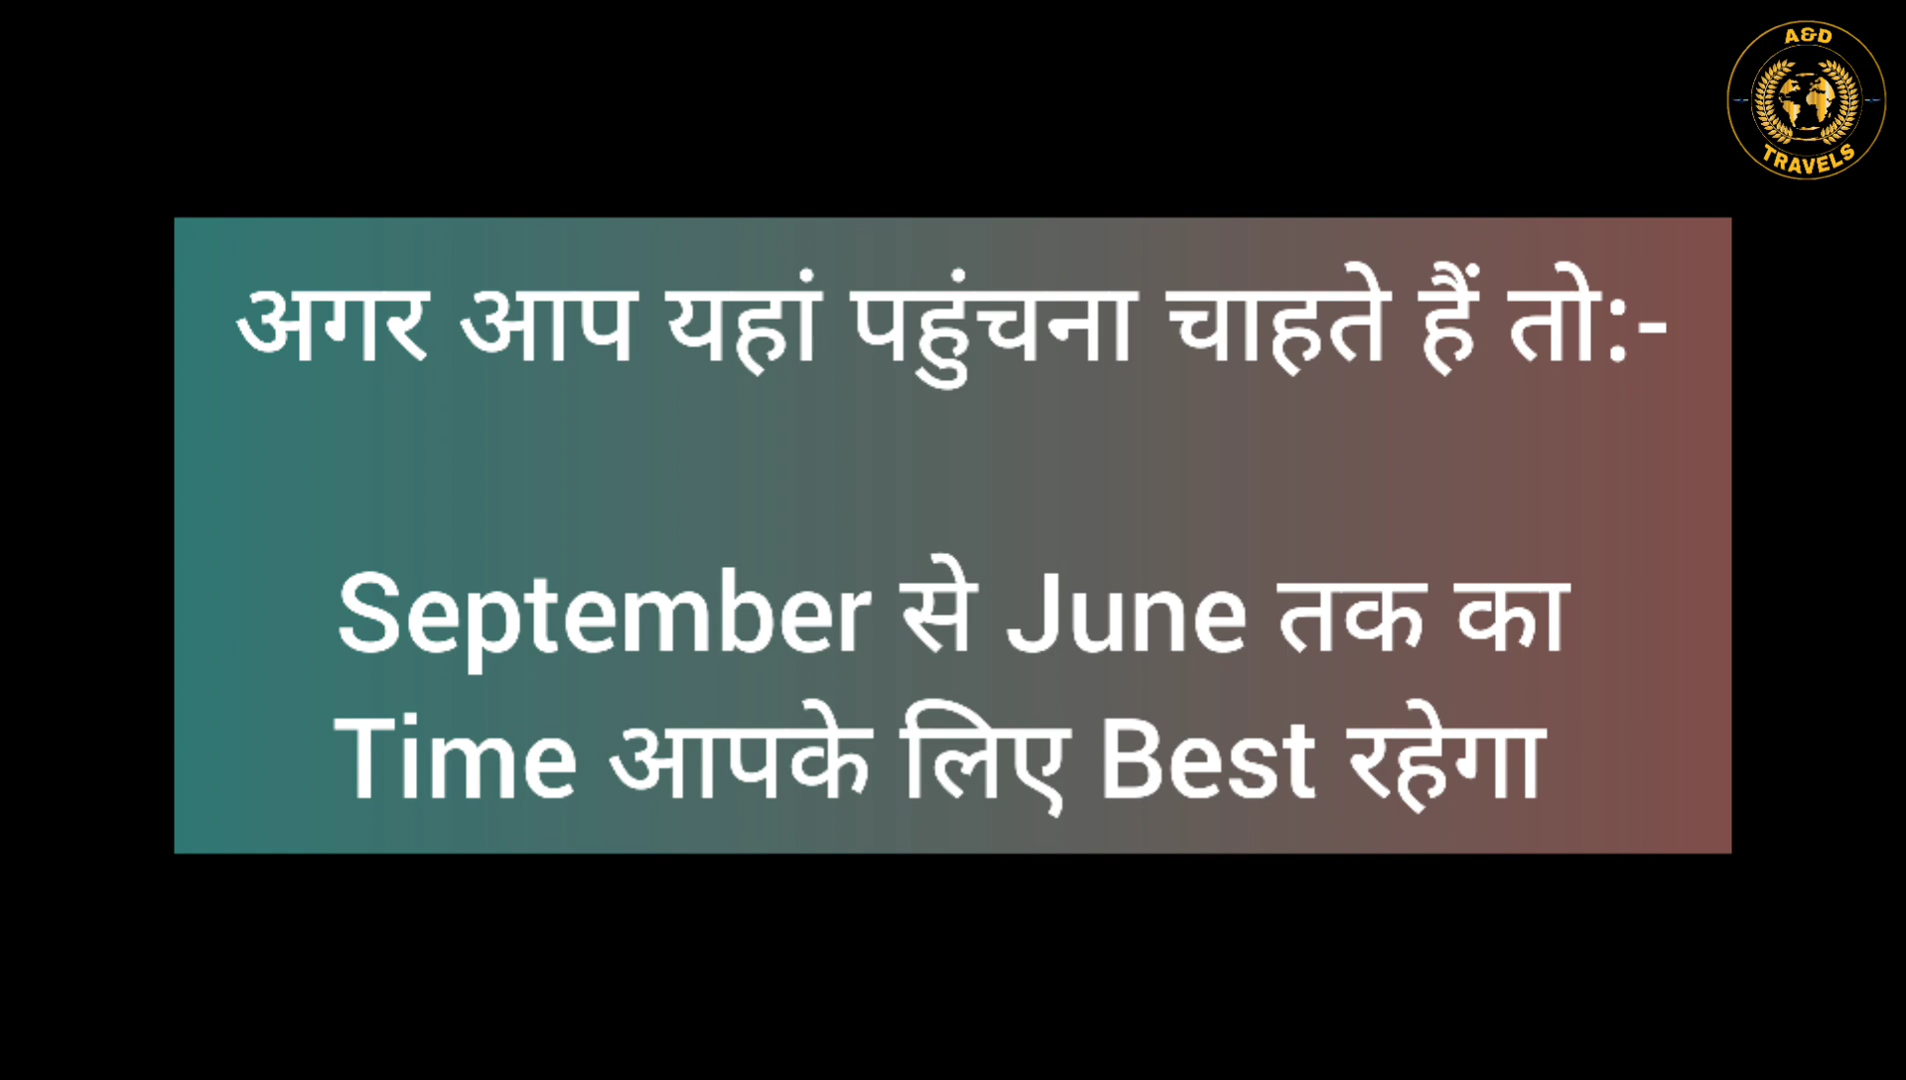 A&D
TRAVELS
अगर आप यहां पहुंचना चाहते हैं तो:-
September से June तक का
Time आपके लिए Best रहेगा